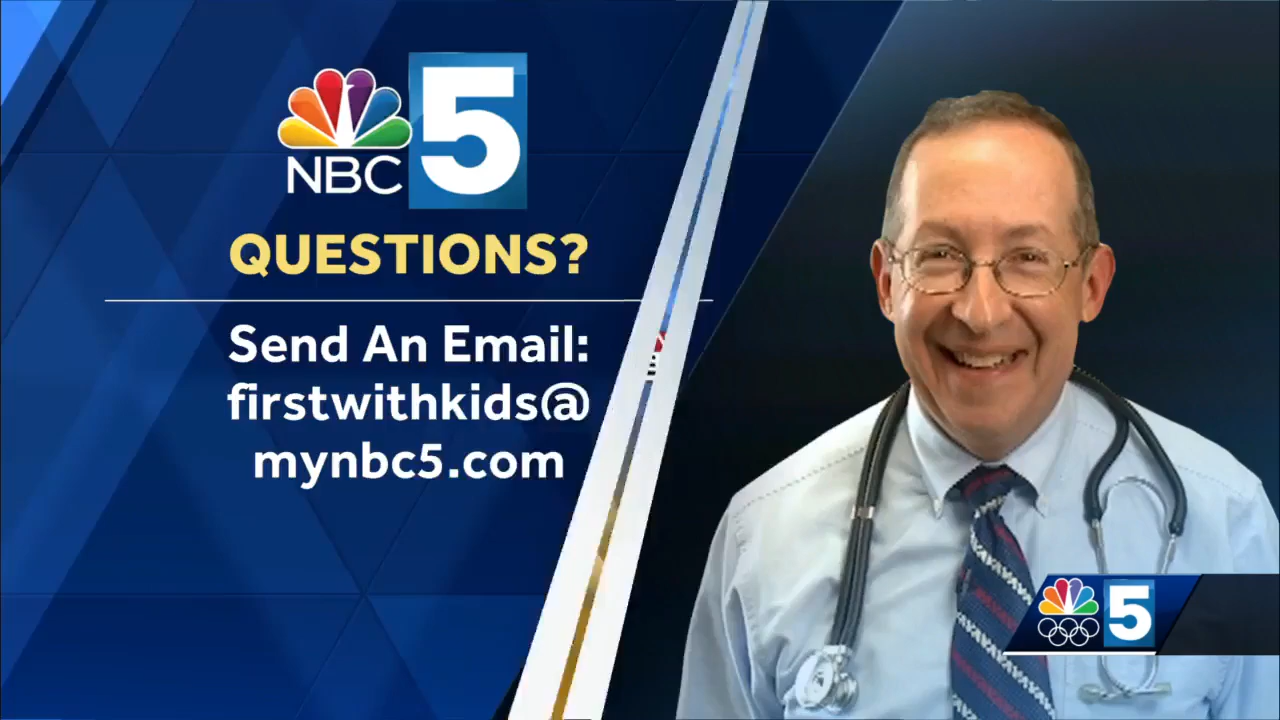 NBC 5
QUESTIONS?
Send An Email:
firstwithkids@
mynbc5.com
5